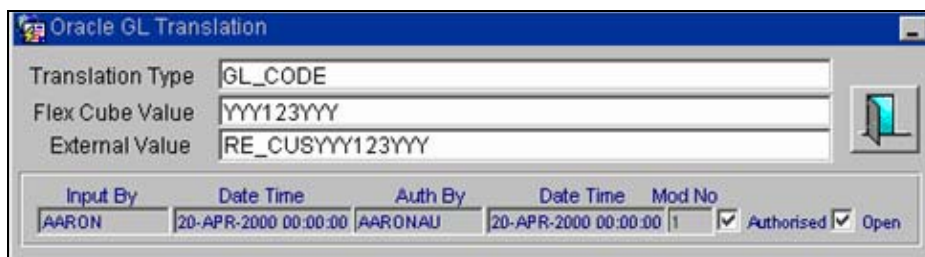 Oracle GL Translation
Translation Type GL_CODE
Flex Cube Value YYY123YYY
External Value RE_CUSYYY123YYY
Input By Date Time Auth By Date Time Mod No
AARON 20-APR-2000 00:00:00 AARONAU 20-APR-2000 00:00:00 1 Authorised Open